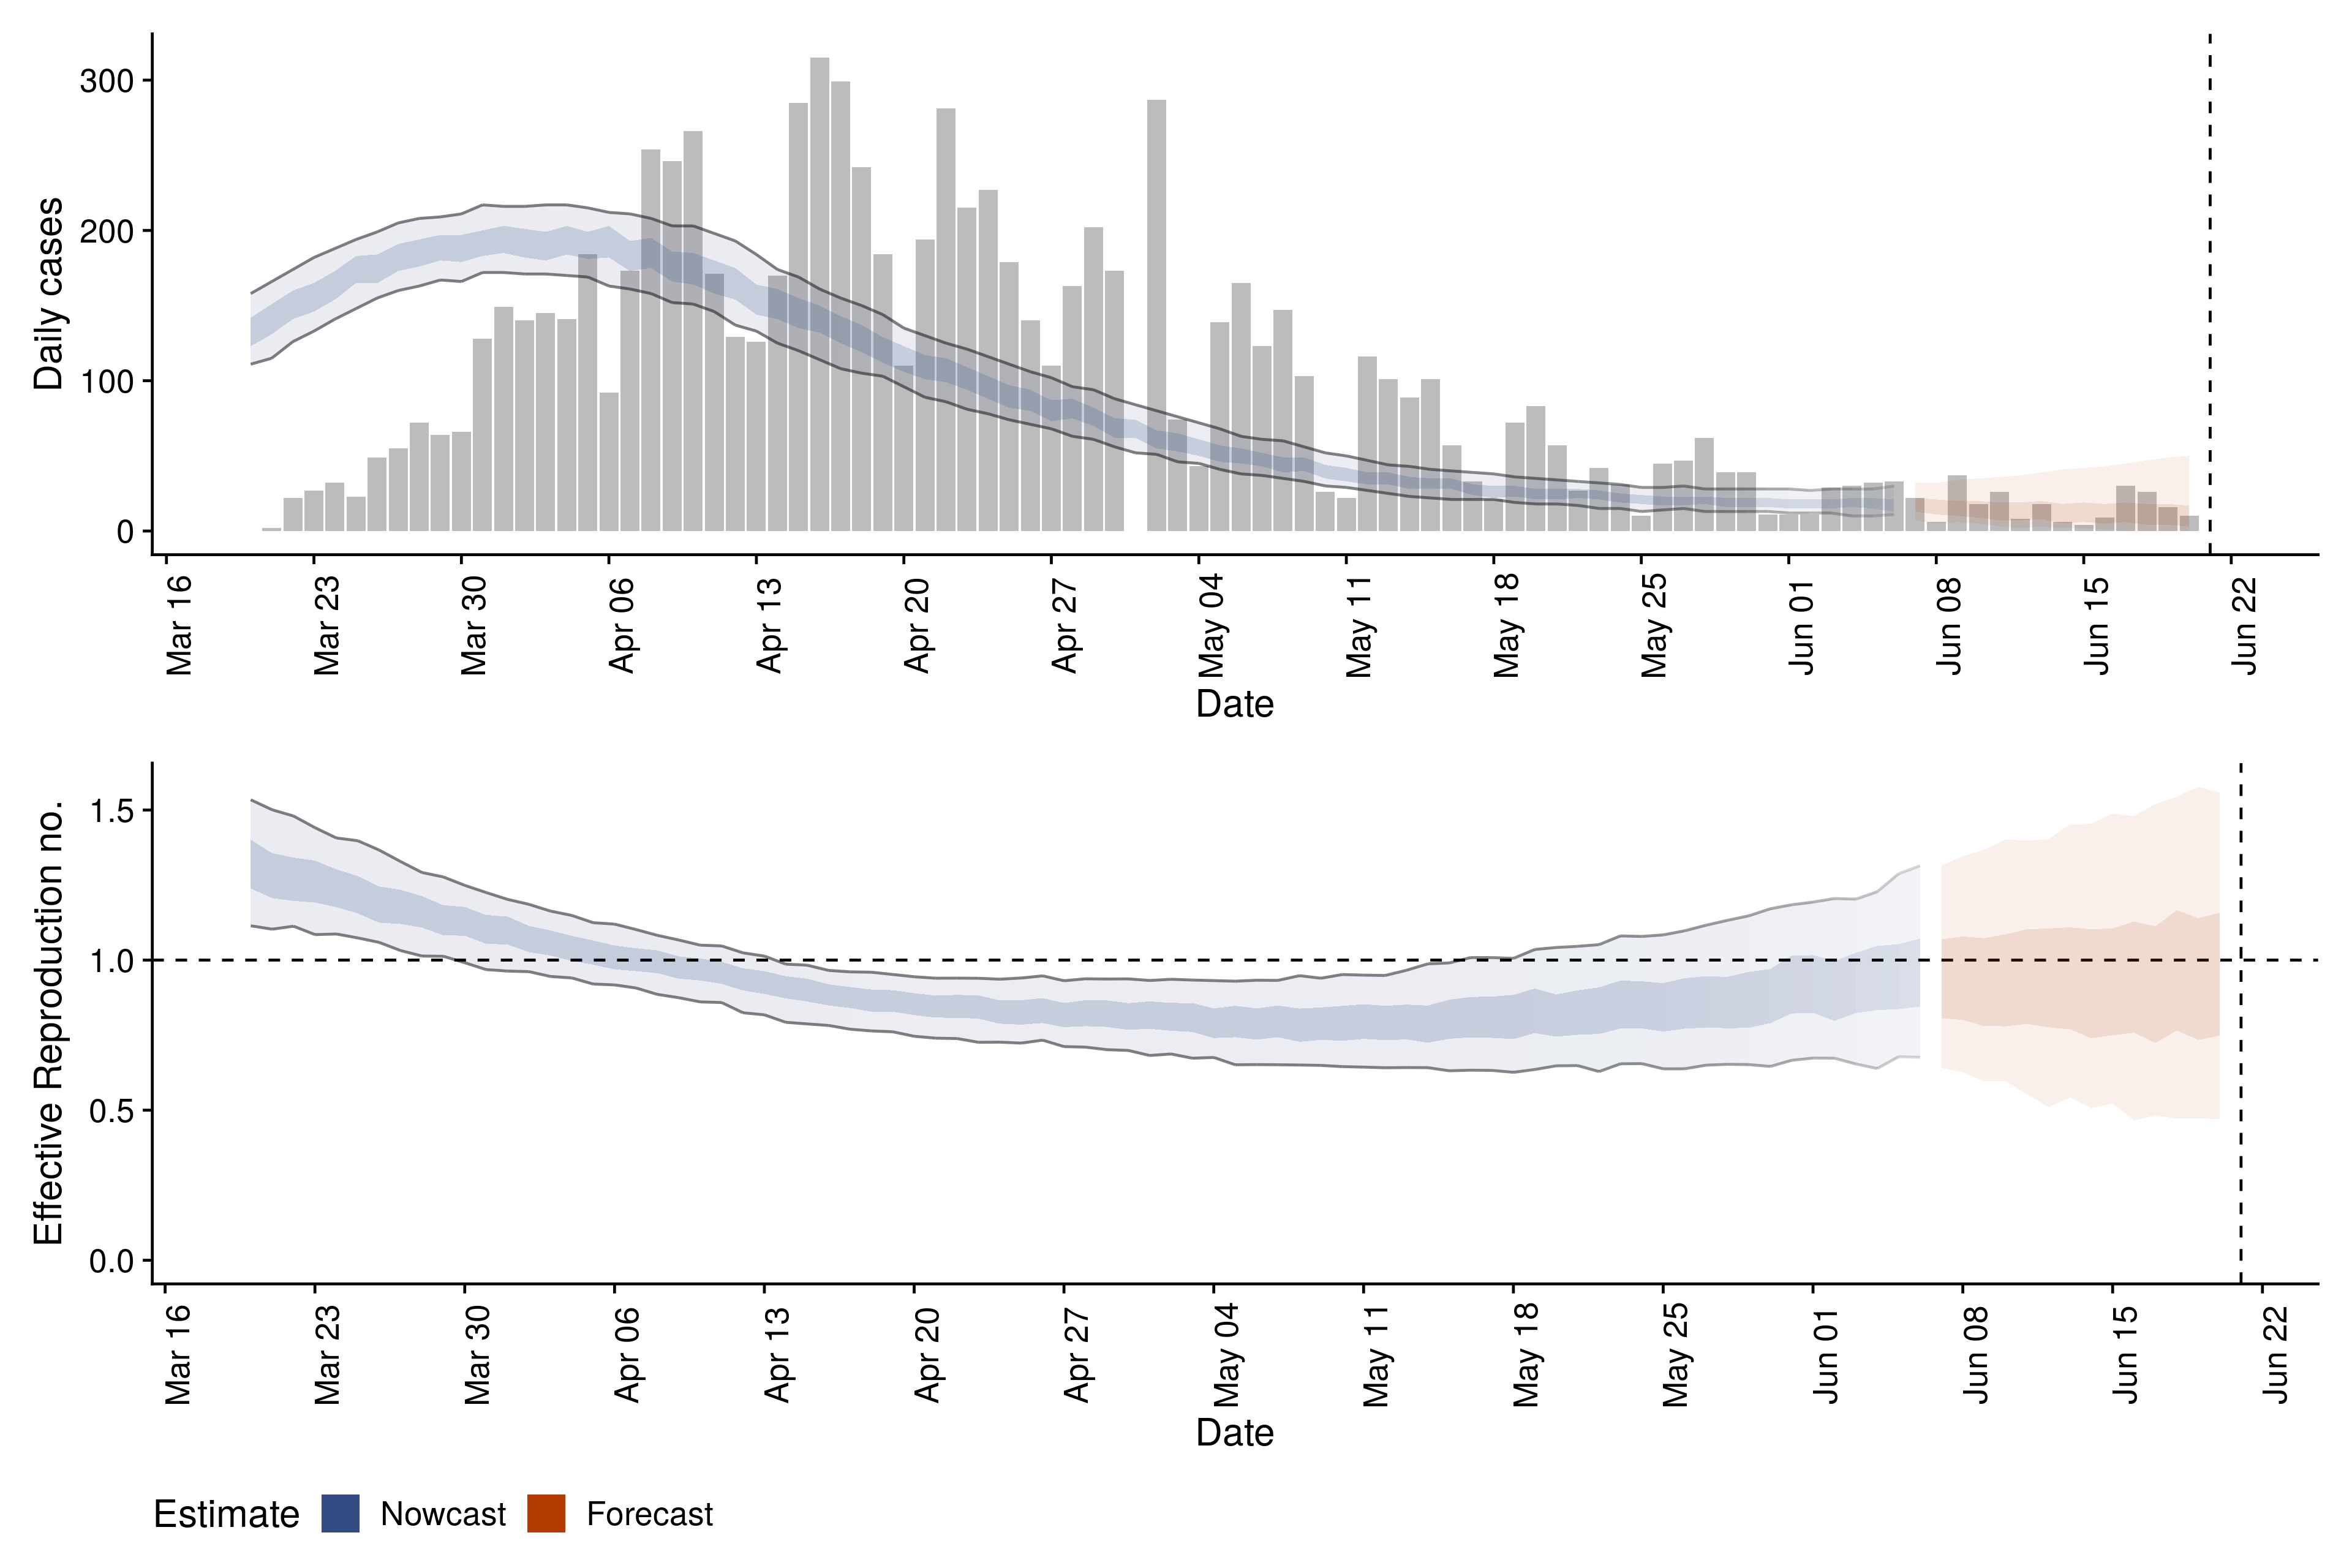 Daily cases
300
200
100
0
Mar 16
Mar 23
Mar 30
Apr 06
Apr 13
Apr 20
Apr 27
May 04
May 11
May 18
May 25
Jun 01
Jun 08
Jun 15
Jun 22
Date
Effective Reproduction no.
1.5
1.0
0.5
0.0
Mar 16
Mar 23
Mar 30
Apr 06
Apr 13
Apr 20
Apr 27
May 04
May 11
May 18
May 25
Jun 01
Jun 08
Jun 15
Jun 22
Date
Estimate Nowcast Forecast